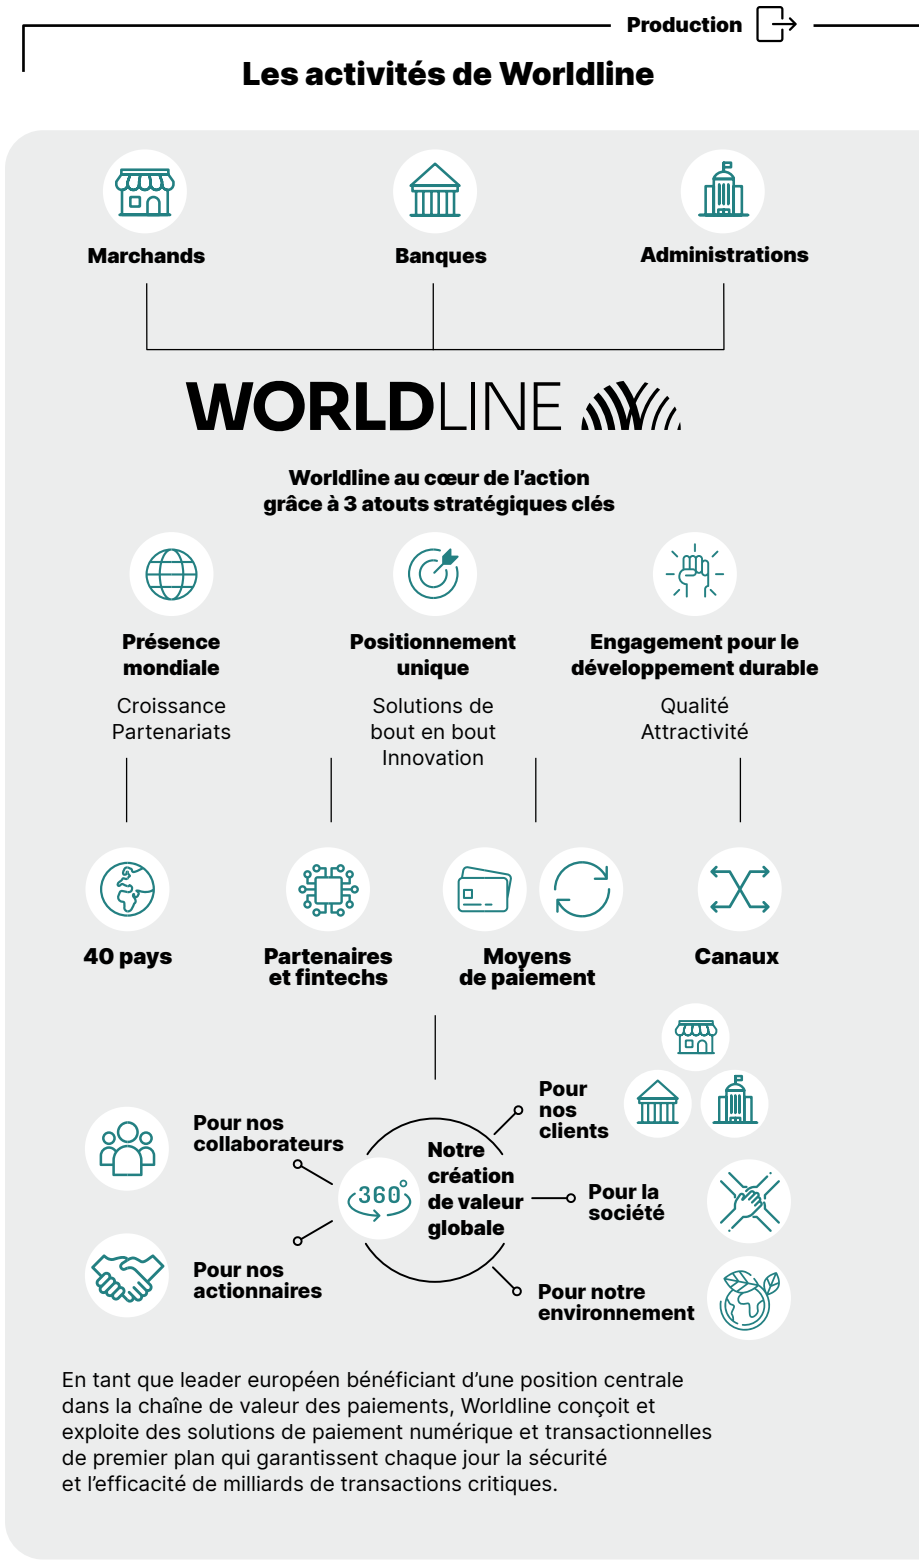 Production
Les activités de Worldline
Marchands
Banques
Administrations
WORLDLINE
Worldline au cœur de l’action
grâce à 3 atouts stratégiques clés
Présence
mondiale
Croissance
Partenariats
Positionnement
unique
Solutions de
bout en bout
Innovation
Engagement pour le
développement durable
Qualité
Attractivité
40 pays
Partenaires
et fintechs
Moyens
de paiement
Canaux
Pour nos
collaborateurs
Pour nos
actionnaires
360°
Notre
création
de valeur
globale
Pour
nos
clients
Pour la
société
Pour notre
environnement
En tant que leader européen bénéficiant d’une position centrale
dans la chaîne de valeur des paiements, Worldline conçoit et
exploite des solutions de paiement numérique et transactionnelles
de premier plan qui garantissent chaque jour la sécurité
et l’efficacité de milliards de transactions critiques.